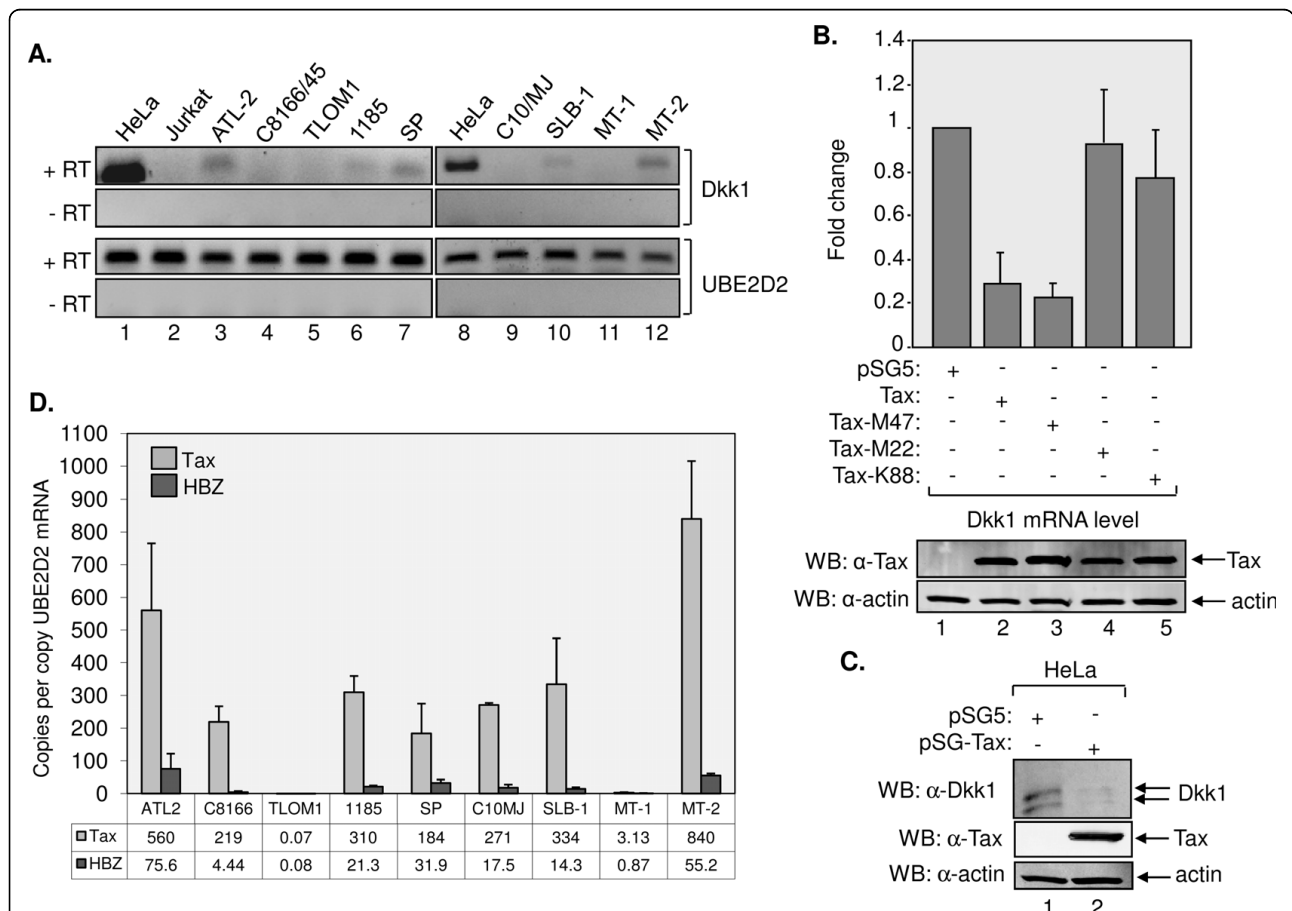 A.
HeLa Jurkat ATL-2 C8166/45 TLOM1 1185 SP HeLa C10/MJ SLB-1 MT-1 MT-2
+ RT
- RT
Dkk1
+ RT
- RT
UBE2D2
1 2 3 4 5 6 7 8 9 10 11 12
B.
Fold change
1.4
1.2
1
0.8
0.6
0.4
0.2
0
pSG5: + - - - -
Tax: - + - - -
Tax-M47: - - + - -
Tax-M22: - - - + -
Tax-K88: - - - - +
Dkk1 mRNA level
WB: α-Tax Tax
WB: α-actin actin
1 2 3 4 5
C.
HeLa
pSG5: + -
pSG-Tax: - +
WB: α-Dkk1 Dkk1
WB: α-Tax Tax
WB: α-actin actin
1 2
D.
Copies per copy UBE2D2 mRNA
1100
1000
900
800
700
600
500
400
300
200
100
0
Tax
HBZ
ATL2 C8166 TLOM1 1185 SP C10MJ SLB-1 MT-1 MT-2
Tax 560 219 0.07 310 184 271 334 3.13 840
HBZ 75.6 4.44 0.08 21.3 31.9 17.5 14.3 0.87 55.2